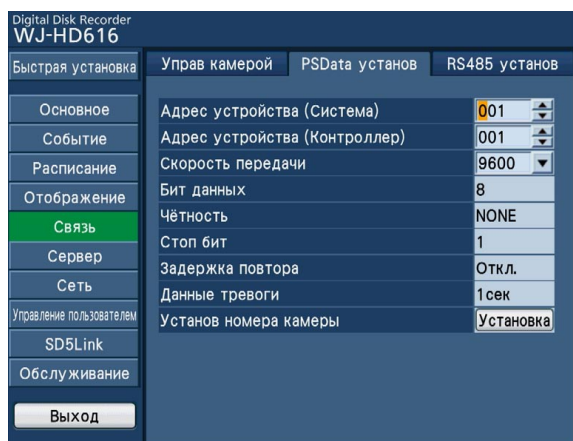 Digital Disk Recorder
WJ-HD616
Быстрая установка
Управ камерой
PSData установ
RS485 установ
Основное
Событие
Расписание
Отображение
Связь
Сервер
Сеть
Управление пользователем
SD5Link
Обслуживание
Выход
Адрес устройства (Система) 001
Адрес устройства (Контроллер) 001
Скорость передачи 9600
Бит данных 8
Чётность NONE
Стоп бит 1
Задержка повтора Откл.
Данные тревоги 1сек
Установ номера камеры Установка